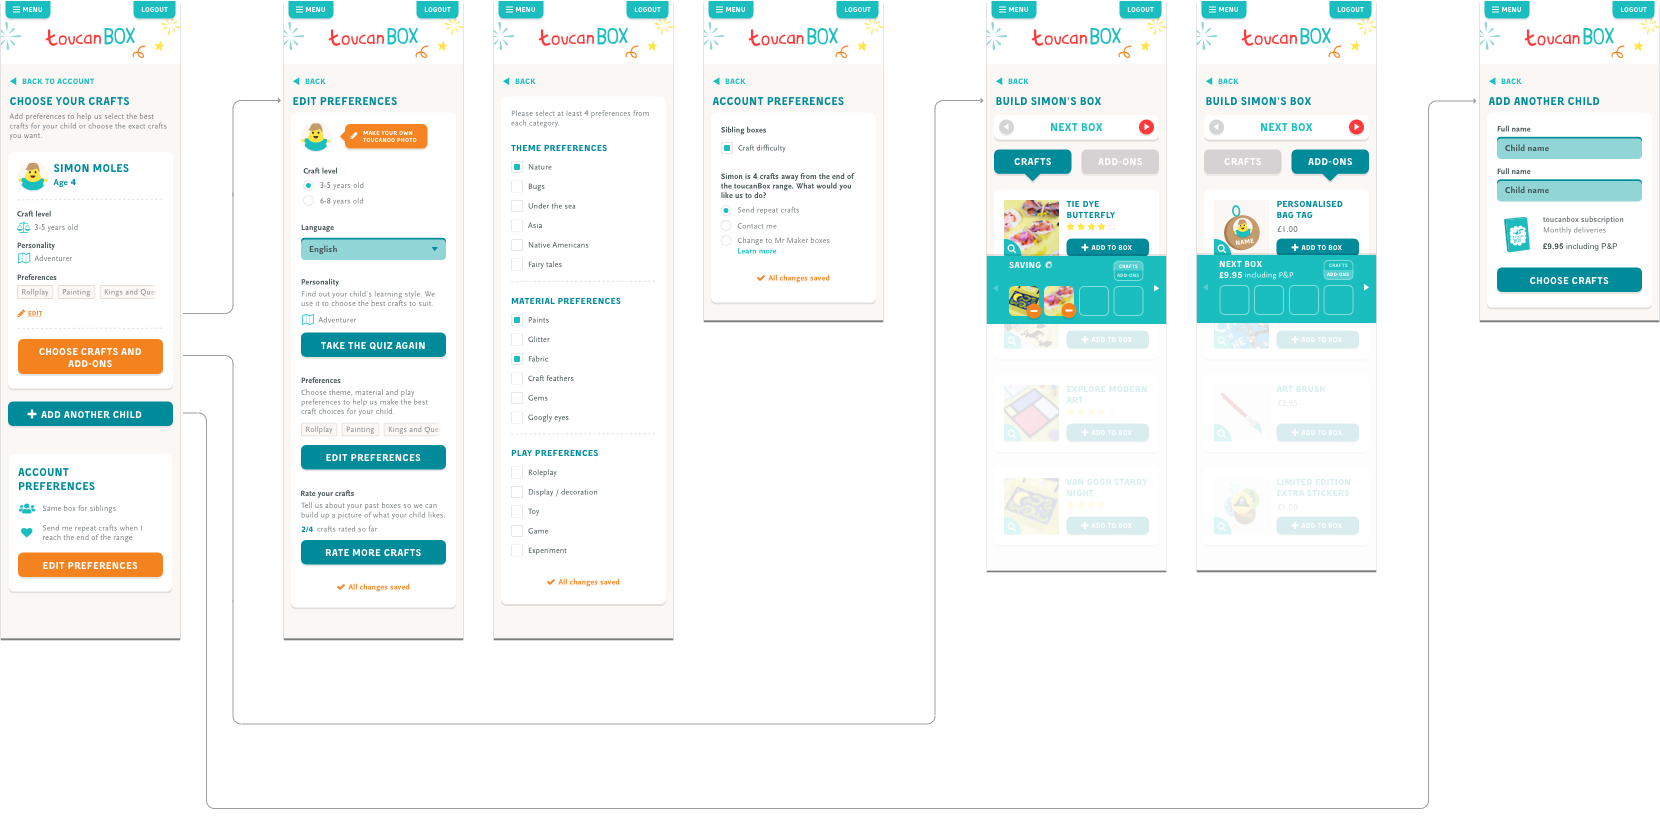 MENU
LOGOUT
toucanBOX
BACK TO ACCOUNT
CHOOSE YOUR CRAFTS
Add preferences to help us select the best
crafts for your child or choose the exact crafts
you want.
SIMON MOLES
Age 4
Craft level
3-5 years old
Personality
Adventurer
Preferences
Rollplay
Painting
Kings and Que
EDIT
CHOOSE CRAFTS AND
ADD-ONS
ADD ANOTHER CHILD
ACCOUNT
PREFERENCES
Same box for siblings
Send me repeat crafts when I
reach the end of the range
EDIT PREFERENCES
MENU
LOGOUT
toucanBOX
BACK
EDIT PREFERENCES
MAKE YOUR OWN
TOUCANOO PHOTO
Craft level
3-5 years old
6-8 years old
Language
English
Personality
Find out your child's learning style. We
use it to choose the best crafts to suit.
Adventurer
TAKE THE QUIZ AGAIN
Preferences
Choose theme, material and play
preferences to help us make the best
craft choices for your child.
Rollplay
Painting
Kings and Que
EDIT PREFERENCES
Rate your crafts
Tell us about your past boxes so we can
build up a picture of what your child likes.
2/4 crafts rated so far
RATE MORE CRAFTS
All changes saved
MENU
LOGOUT
toucanBOX
BACK
Please select at least 4 preferences from
each category.
THEME PREFERENCES
Nature
Bugs
Under the sea
Asia
Native Americans
Fairy tales
MATERIAL PREFERENCES
Paints
Glitter
Fabric
Craft feathers
Gems
Googly eyes
PLAY PREFERENCES
Roleplay
Display / decoration
Toy
Game
Experiment
All changes saved
MENU
LOGOUT
toucanBOX
BACK
ACCOUNT PREFERENCES
Sibling boxes
Craft difficulty
Simon is 4 crafts away from the end of
the toucanBox range. What would you
like us to do?
Send repeat crafts
Contact me
Change to Mr Maker boxes
Learn more
All changes saved
MENU
LOGOUT
toucanBOX
BACK
BUILD SIMON'S BOX
NEXT BOX
CRAFTS
ADD-ONS
TIE DYE
BUTTERFLY
ADD TO BOX
SAVING
CRAFTS
ADD-ONS
ADD TO BOX
EXPLORE MODERN
ART
ADD TO BOX
VAN GOGH STARRY
NIGHT
ADD TO BOX
MENU
LOGOUT
toucanBOX
BACK
BUILD SIMON'S BOX
NEXT BOX
CRAFTS
ADD-ONS
NAME
PERSONALISED
BAG TAG
£1.00
ADD TO BOX
NEXT BOX
£9.95 including P&P
CRAFTS
ADD-ONS
ADD TO BOX
ART BRUSH
£2.95
ADD TO BOX
LIMITED EDITION
EXTRA STICKERS
£1.00
ADD TO BOX
MENU
LOGOUT
toucanBOX
BACK
ADD ANOTHER CHILD
Full name
Child name
Full name
Child name
toucanbox subscription
Monthly deliveries
£9.95 including P&P
CHOOSE CRAFTS